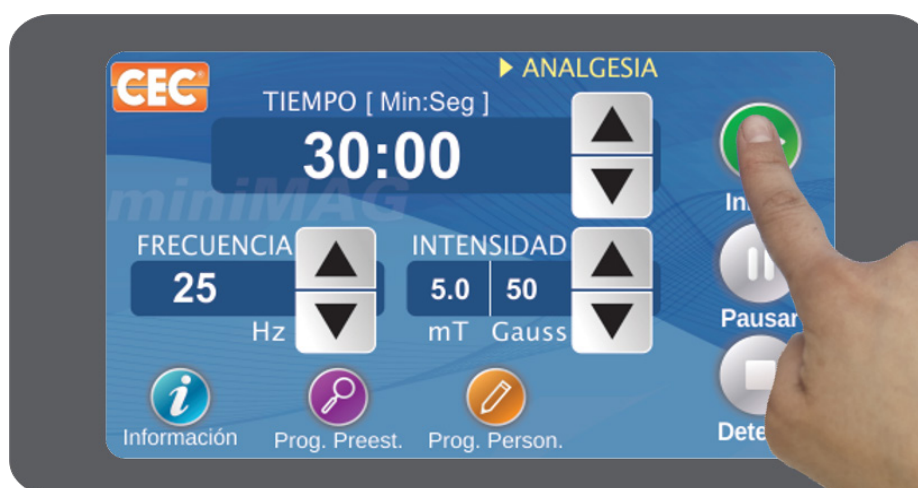 CEC
ANALGESIA
TIEMPO [ Min:Seg ]
30:00
miniMAG
FRECUENCIA
25
Hz
INTENSIDAD
5.0 50
mT Gauss
Pausar
Información
Prog. Preest.
Prog. Person.